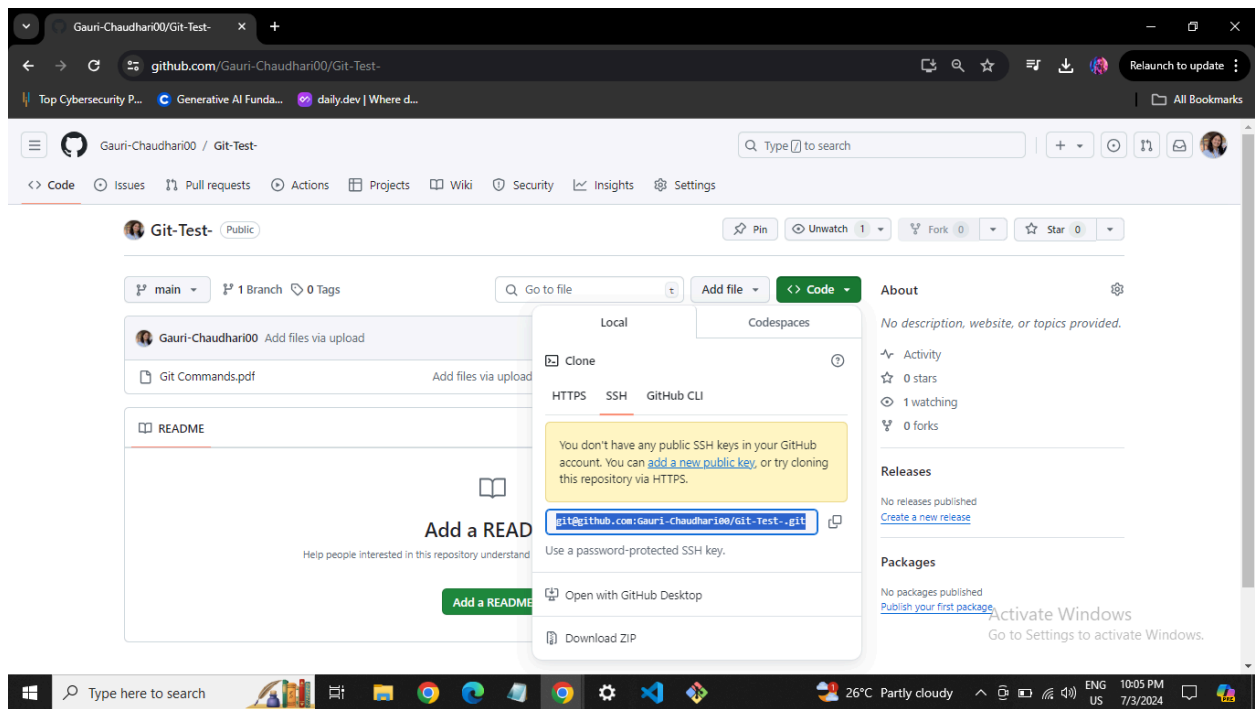 Gauri-Chaudhari00/Git-Test-
github.com/Gauri-Chaudhari00/Git-Test-
Relaunch to update
Top Cybersecurity P...
Generative AI Funda...
daily.dev | Where d...
All Bookmarks
Gauri-Chaudhari00 / Git-Test-
Type / to search
Code
Issues
Pull requests
Actions
Projects
Wiki
Security
Insights
Settings
Git-Test-
Public
Pin
Unwatch 1
Fork 0
Star 0
main
1 Branch
0 Tags
Go to file
t
Add file
Code
Gauri-Chaudhari00 Add files via upload
Git Commands.pdf
Add files via upload
README
Add a READ
Help people interested in this repository understand
Add a README
Local
Codespaces
Clone
HTTPS
SSH
GitHub CLI
You don't have any public SSH keys in your GitHub
account. You can add a new public key, or try cloning
this repository via HTTPS.
git@github.com:Gauri-Chaudhari00/Git-Test-.git
Use a password-protected SSH key.
Open with GitHub Desktop
Download ZIP
About
No description, website, or topics provided.
Activity
0 stars
1 watching
0 forks
Releases
No releases published
Create a new release
Packages
No packages published
Publish your first package
Activate Windows
Go to Settings to activate Windows.
Type here to search
26°C Partly cloudy
ENG
US
10:05 PM
7/3/2024